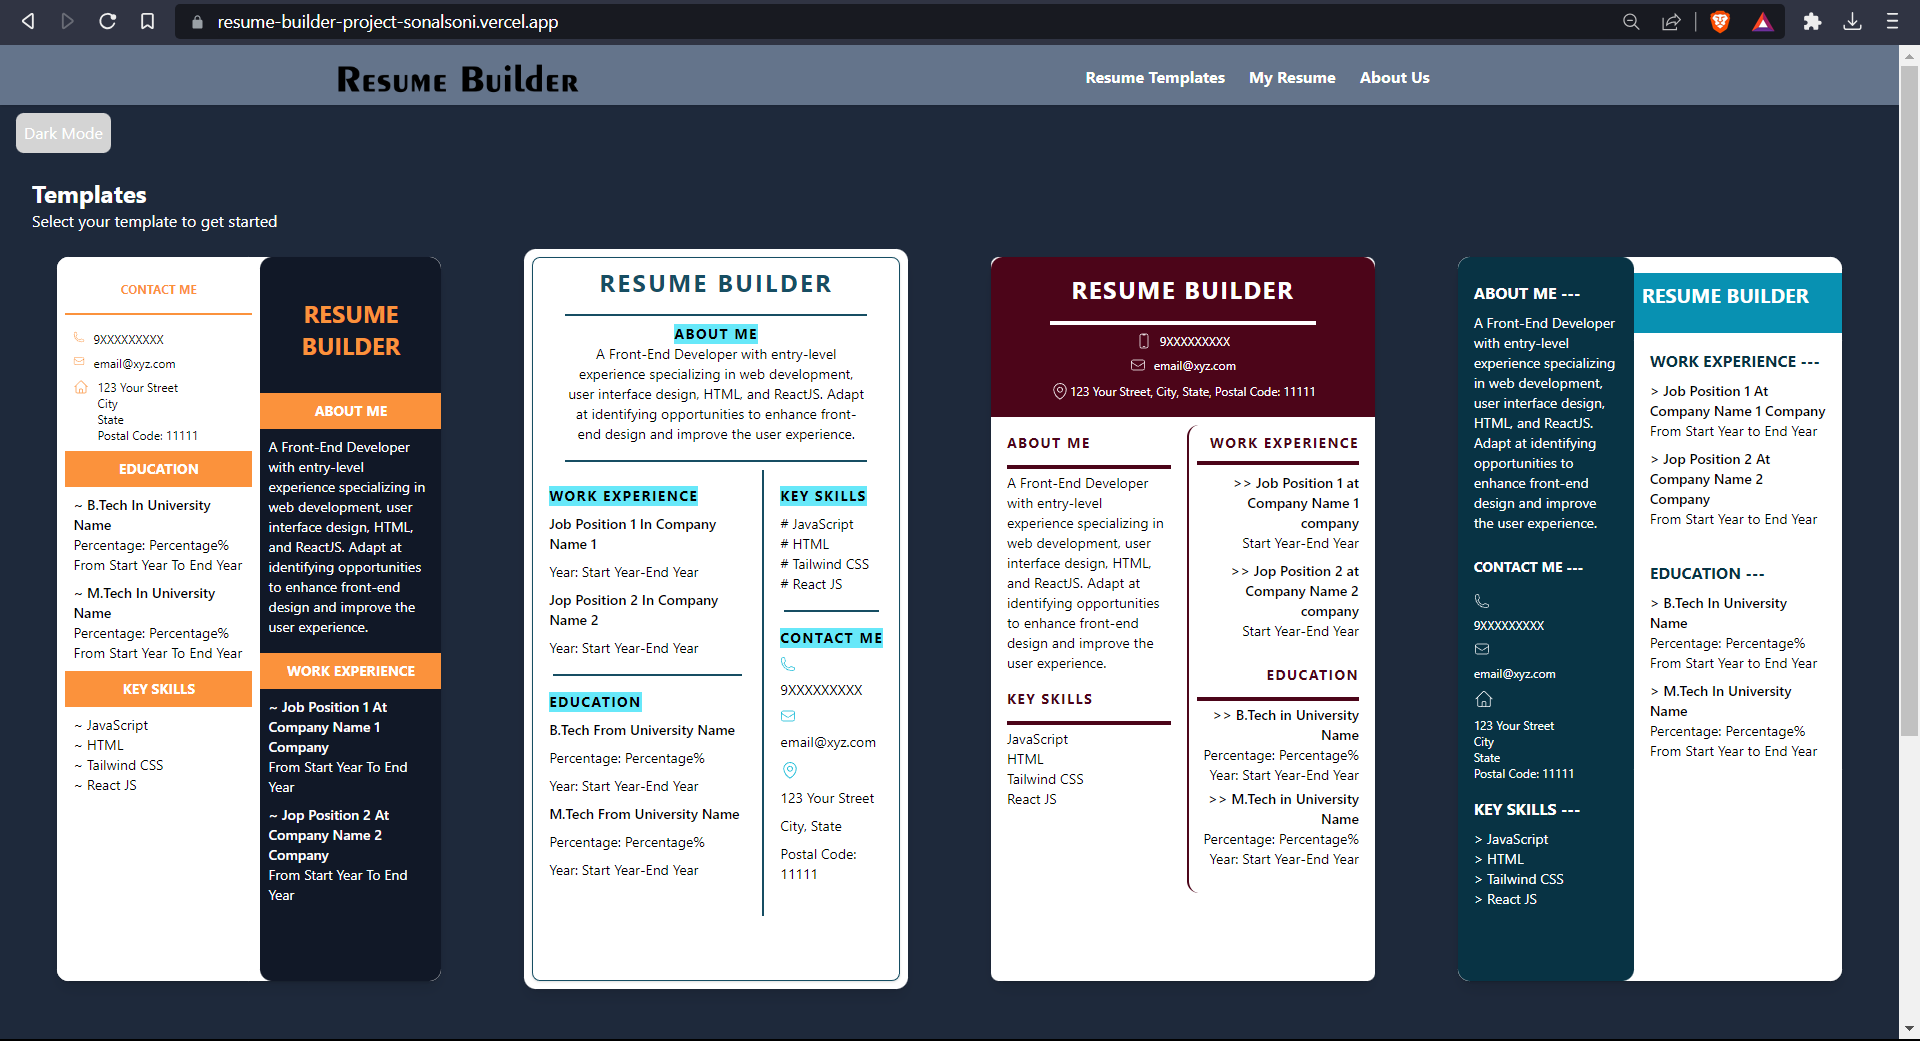 resume-builder-project-sonalsoni.vercel.app
Resume Builder
Resume Templates
My Resume
About Us
Dark Mode
Templates
Select your template to get started
CONTACT ME
9XXXXXXXXX
email@xyz.com
123 Your Street
City
State
Postal Code: 11111
EDUCATION
~ B.Tech In University
Name
Percentage: Percentage%
From Start Year To End Year
~ M.Tech In University
Name
Percentage: Percentage%
From Start Year To End Year
KEY SKILLS
~ JavaScript
~ HTML
~ Tailwind CSS
~ React JS
RESUME
BUILDER
ABOUT ME
A Front-End Developer
with entry-level
experience specializing in
web development, user
interface design, HTML,
and ReactJS. Adapt at
identifying opportunities
to enhance front-end
design and improve the
user experience.
WORK EXPERIENCE
~ Job Position 1 At
Company Name 1
Company
From Start Year To End
Year
~ Jop Position 2 At
Company Name 2
Company
From Start Year To End
Year
RESUME BUILDER
ABOUT ME
A Front-End Developer with entry-level
experience specializing in web development,
user interface design, HTML, and ReactJS. Adapt
at identifying opportunities to enhance front-
end design and improve the user experience.
WORK EXPERIENCE
Job Position 1 In Company
Name 1
Year: Start Year-End Year
Jop Position 2 In Company
Name 2
Year: Start Year-End Year
EDUCATION
B.Tech From University Name
Percentage: Percentage%
Year: Start Year-End Year
M.Tech From University Name
Percentage: Percentage%
Year: Start Year-End Year
KEY SKILLS
# JavaScript
# HTML
# Tailwind CSS
# React JS
CONTACT ME
9XXXXXXXXX
email@xyz.com
123 Your Street
City, State
Postal Code:
11111
RESUME BUILDER
9XXXXXXXXX
email@xyz.com
123 Your Street, City, State, Postal Code: 11111
ABOUT ME
A Front-End Developer
with entry-level
experience specializing in
web development, user
interface design, HTML,
and ReactJS. Adapt at
identifying opportunities
to enhance front-end
design and improve the
user experience.
KEY SKILLS
JavaScript
HTML
Tailwind CSS
React JS
WORK EXPERIENCE
>> Job Position 1 at
Company Name 1
company
Start Year-End Year
>> Jop Position 2 at
Company Name 2
company
Start Year-End Year
EDUCATION
>> B.Tech in University
Name
Percentage: Percentage%
Year: Start Year-End Year
>> M.Tech in University
Name
Percentage: Percentage%
Year: Start Year-End Year
ABOUT ME ---
A Front-End Developer
with entry-level
experience specializing
in web development,
user interface design,
HTML, and ReactJS.
Adapt at identifying
opportunities to
enhance front-end
design and improve
the user experience.
CONTACT ME ---
9XXXXXXXXX
email@xyz.com
123 Your Street
City
State
Postal Code: 11111
KEY SKILLS ---
> JavaScript
> HTML
> Tailwind CSS
> React JS
RESUME BUILDER
WORK EXPERIENCE ---
> Job Position 1 At
Company Name 1 Company
From Start Year to End Year
> Jop Position 2 At
Company Name 2
Company
From Start Year to End Year
EDUCATION ---
> B.Tech In University
Name
Percentage: Percentage%
From Start Year to End Year
> M.Tech In University
Name
Percentage: Percentage%
From Start Year to End Year